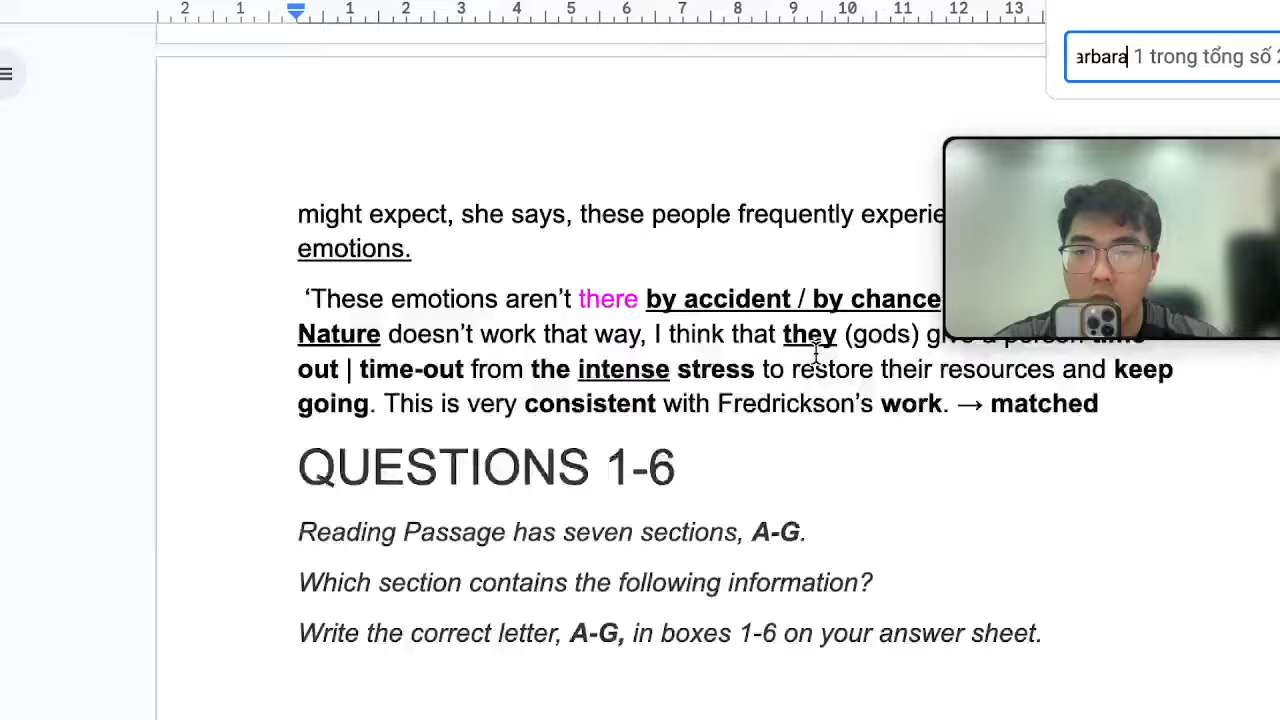 2 1 1 2 3 4 5 6 7 8 9 10 11 12 13
arbara 1 trong tổng số
might expect, she says, these people frequently
emotions.
‘These emotions aren’t there by accident / by chance
Nature doesn’t work that way, I think that they (gods) give a person time-
out | time-out from the intense stress to restore their resources and keep
going. This is very consistent with Fredrickson’s work. → matched
QUESTIONS 1-6
Reading Passage has seven sections, A-G.
Which section contains the following information?
Write the correct letter, A-G, in boxes 1-6 on your answer sheet.